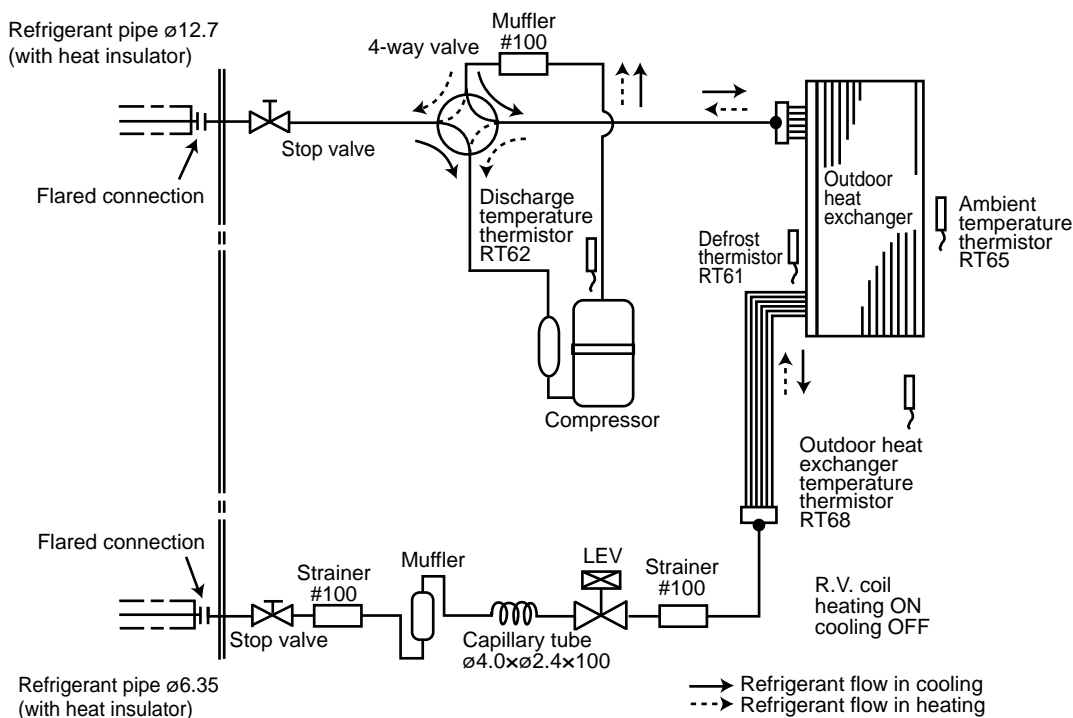 Refrigerant pipe ø12.7
(with heat insulator)
4-way valve
Muffler
#100
Stop valve
Flared connection
Discharge
temperature
thermistor
RT62
Outdoor
heat
exchanger
Ambient
temperature
thermistor
RT65
Defrost
thermistor
RT61
Compressor
Outdoor heat
exchanger
temperature
thermistor
RT68
Flared connection
Strainer
#100
Muffler
LEV
Strainer
#100
R.V. coil
heating ON
cooling OFF
Stop valve
Capillary tube
ø4.0×ø2.4×100
Refrigerant pipe ø6.35
(with heat insulator)
Refrigerant flow in cooling
Refrigerant flow in heating